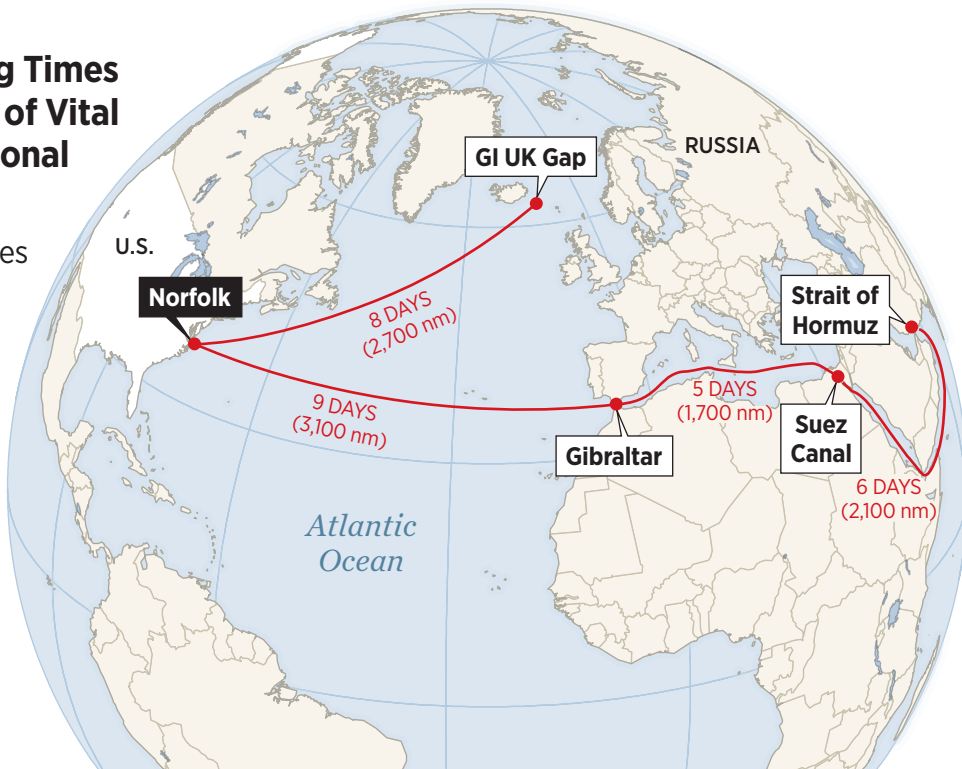 g Times
of Vital
onal
es
GI UK Gap
RUSSIA
U.S.
Norfolk
Strait of
Hormuz
8 DAYS
(2,700 nm)
9 DAYS
(3,100 nm)
5 DAYS
(1,700 nm)
Gibraltar
Suez
Canal
6 DAYS
(2,100 nm)
Atlantic
Ocean